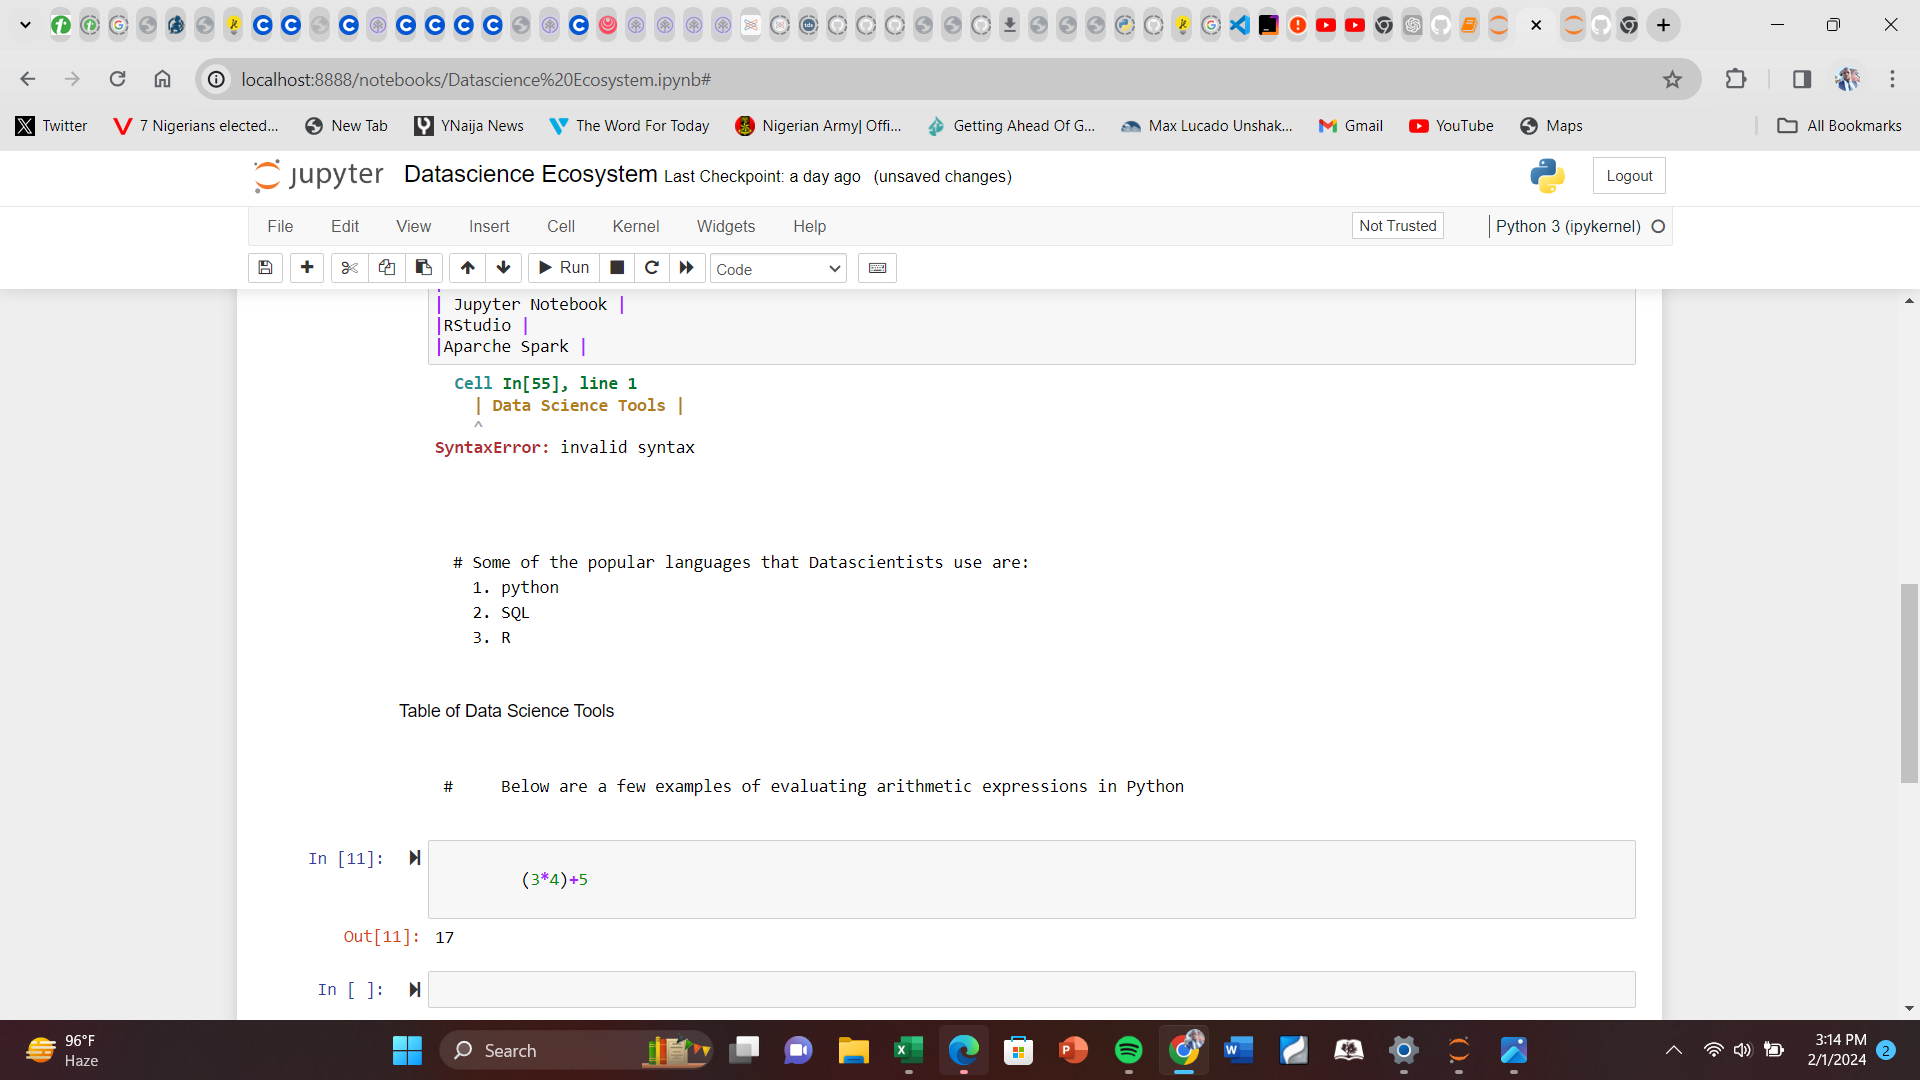 localhost:8888/notebooks/Datascience%20Ecosystem.ipynb#
Twitter
7 Nigerians elected...
New Tab
YNaija News
The Word For Today
Nigerian Army| Offi...
Getting Ahead Of G...
Max Lucado Unshak...
Gmail
YouTube
Maps
All Bookmarks
jupyter Datascience Ecosystem Last Checkpoint: a day ago (unsaved changes)
Logout
File Edit View Insert Cell Kernel Widgets Help
Not Trusted
Python 3 (ipykernel)
Run
Code
| Jupyter Notebook |
|RStudio |
|Aparche Spark |
Cell In[55], line 1
| Data Science Tools |
^
SyntaxError: invalid syntax
# Some of the popular languages that Datascientists use are:
1. python
2. SQL
3. R
Table of Data Science Tools
# Below are a few examples of evaluating arithmetic expressions in Python
In [11]:
(3*4)+5
Out[11]: 17
In [ ]:
96°F
Haze
Search
3:14 PM
2/1/2024
2